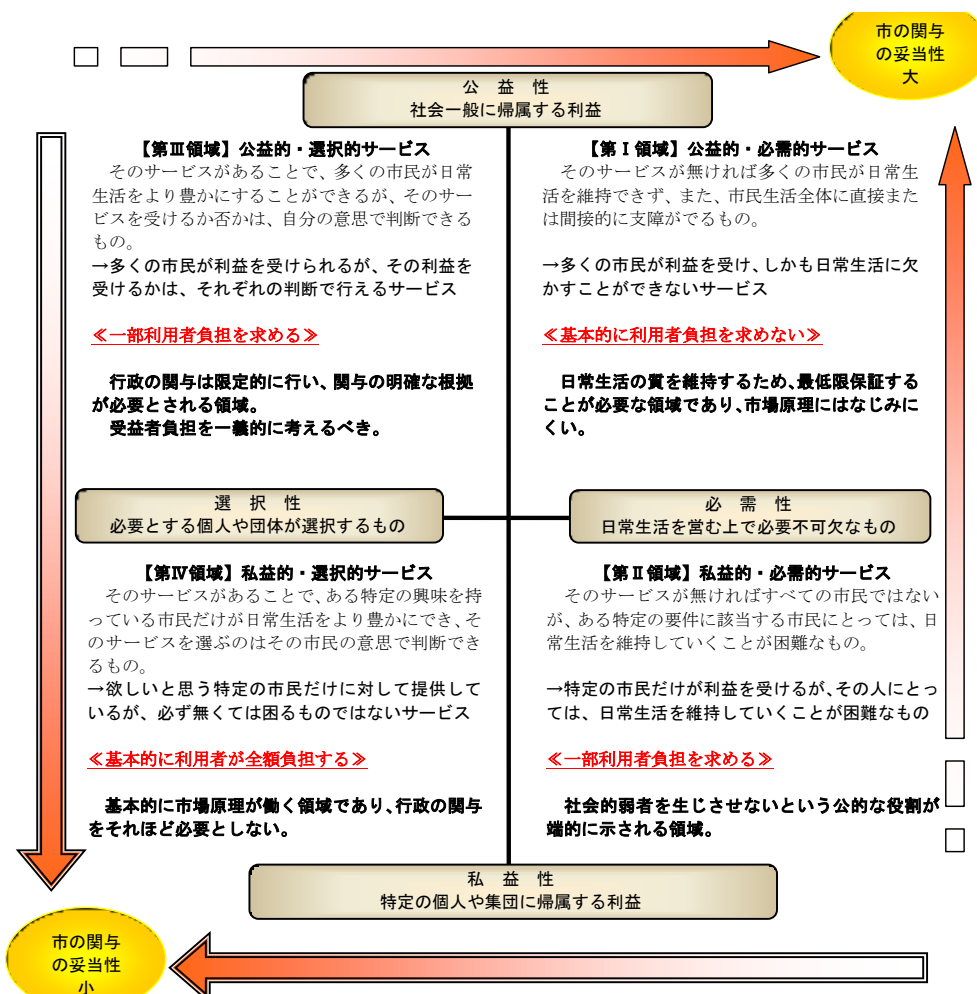 市の関与
の妥当性
大
公　益　性
社会一般に帰属する利益
【第Ⅲ領域】公益的・選択的サービス
そのサービスがあることで、多くの市民が日常
生活をより豊かにすることができるが、そのサー
ビスを受けるか否かは、自分の意思で判断できる
もの。
→多くの市民が利益を受けられるが、その利益を
受けるかは、それぞれの判断で行えるサービス
≪一部利用者負担を求める≫
行政の関与は限定的に行い、関与の明確な根拠
が必要とされる領域。
受益者負担を一義的に考えるべき。
【第Ⅰ領域】公益的・必需的サービス
そのサービスが無ければ多くの市民が日常生
活を維持できず、また、市民生活全体に直接また
は間接的に支障がでるもの。
→多くの市民が利益を受け、しかも日常生活に欠
かすことができないサービス
≪基本的に利用者負担を求めない≫
日常生活の質を維持するため、最低限保証する
ことが必要な領域であり、市場原理にはなじみに
くい。
選　択　性
必要とする個人や団体が選択するもの
必　需　性
日常生活を営む上で必要不可欠なもの
【第Ⅳ領域】私益的・選択的サービス
そのサービスがあることで、ある特定の興味を持
っている市民だけが日常生活をより豊かにでき、そ
のサービスを選ぶのはその市民の意思で判断でき
るもの。
→欲しいと思う特定の市民だけに対して提供して
いるが、必ず無くては困るものではないサービス
≪基本的に利用者が全額負担する≫
基本的に市場原理が働く領域であり、行政の関与
をそれほど必要としない。
【第Ⅱ領域】私益的・必需的サービス
そのサービスが無ければすべての市民ではない
が、ある特定の要件に該当する市民にとっては、日
常生活を維持していくことが困難なもの。
→特定の市民だけが利益を受けるが、その人にとっ
ては、日常生活を維持していくことが困難なもの
≪一部利用者負担を求める≫
社会的弱者を生じさせないという公的な役割が
端的に示される領域。
私　益　性
特定の個人や集団に帰属する利益
市の関与
の妥当性
小